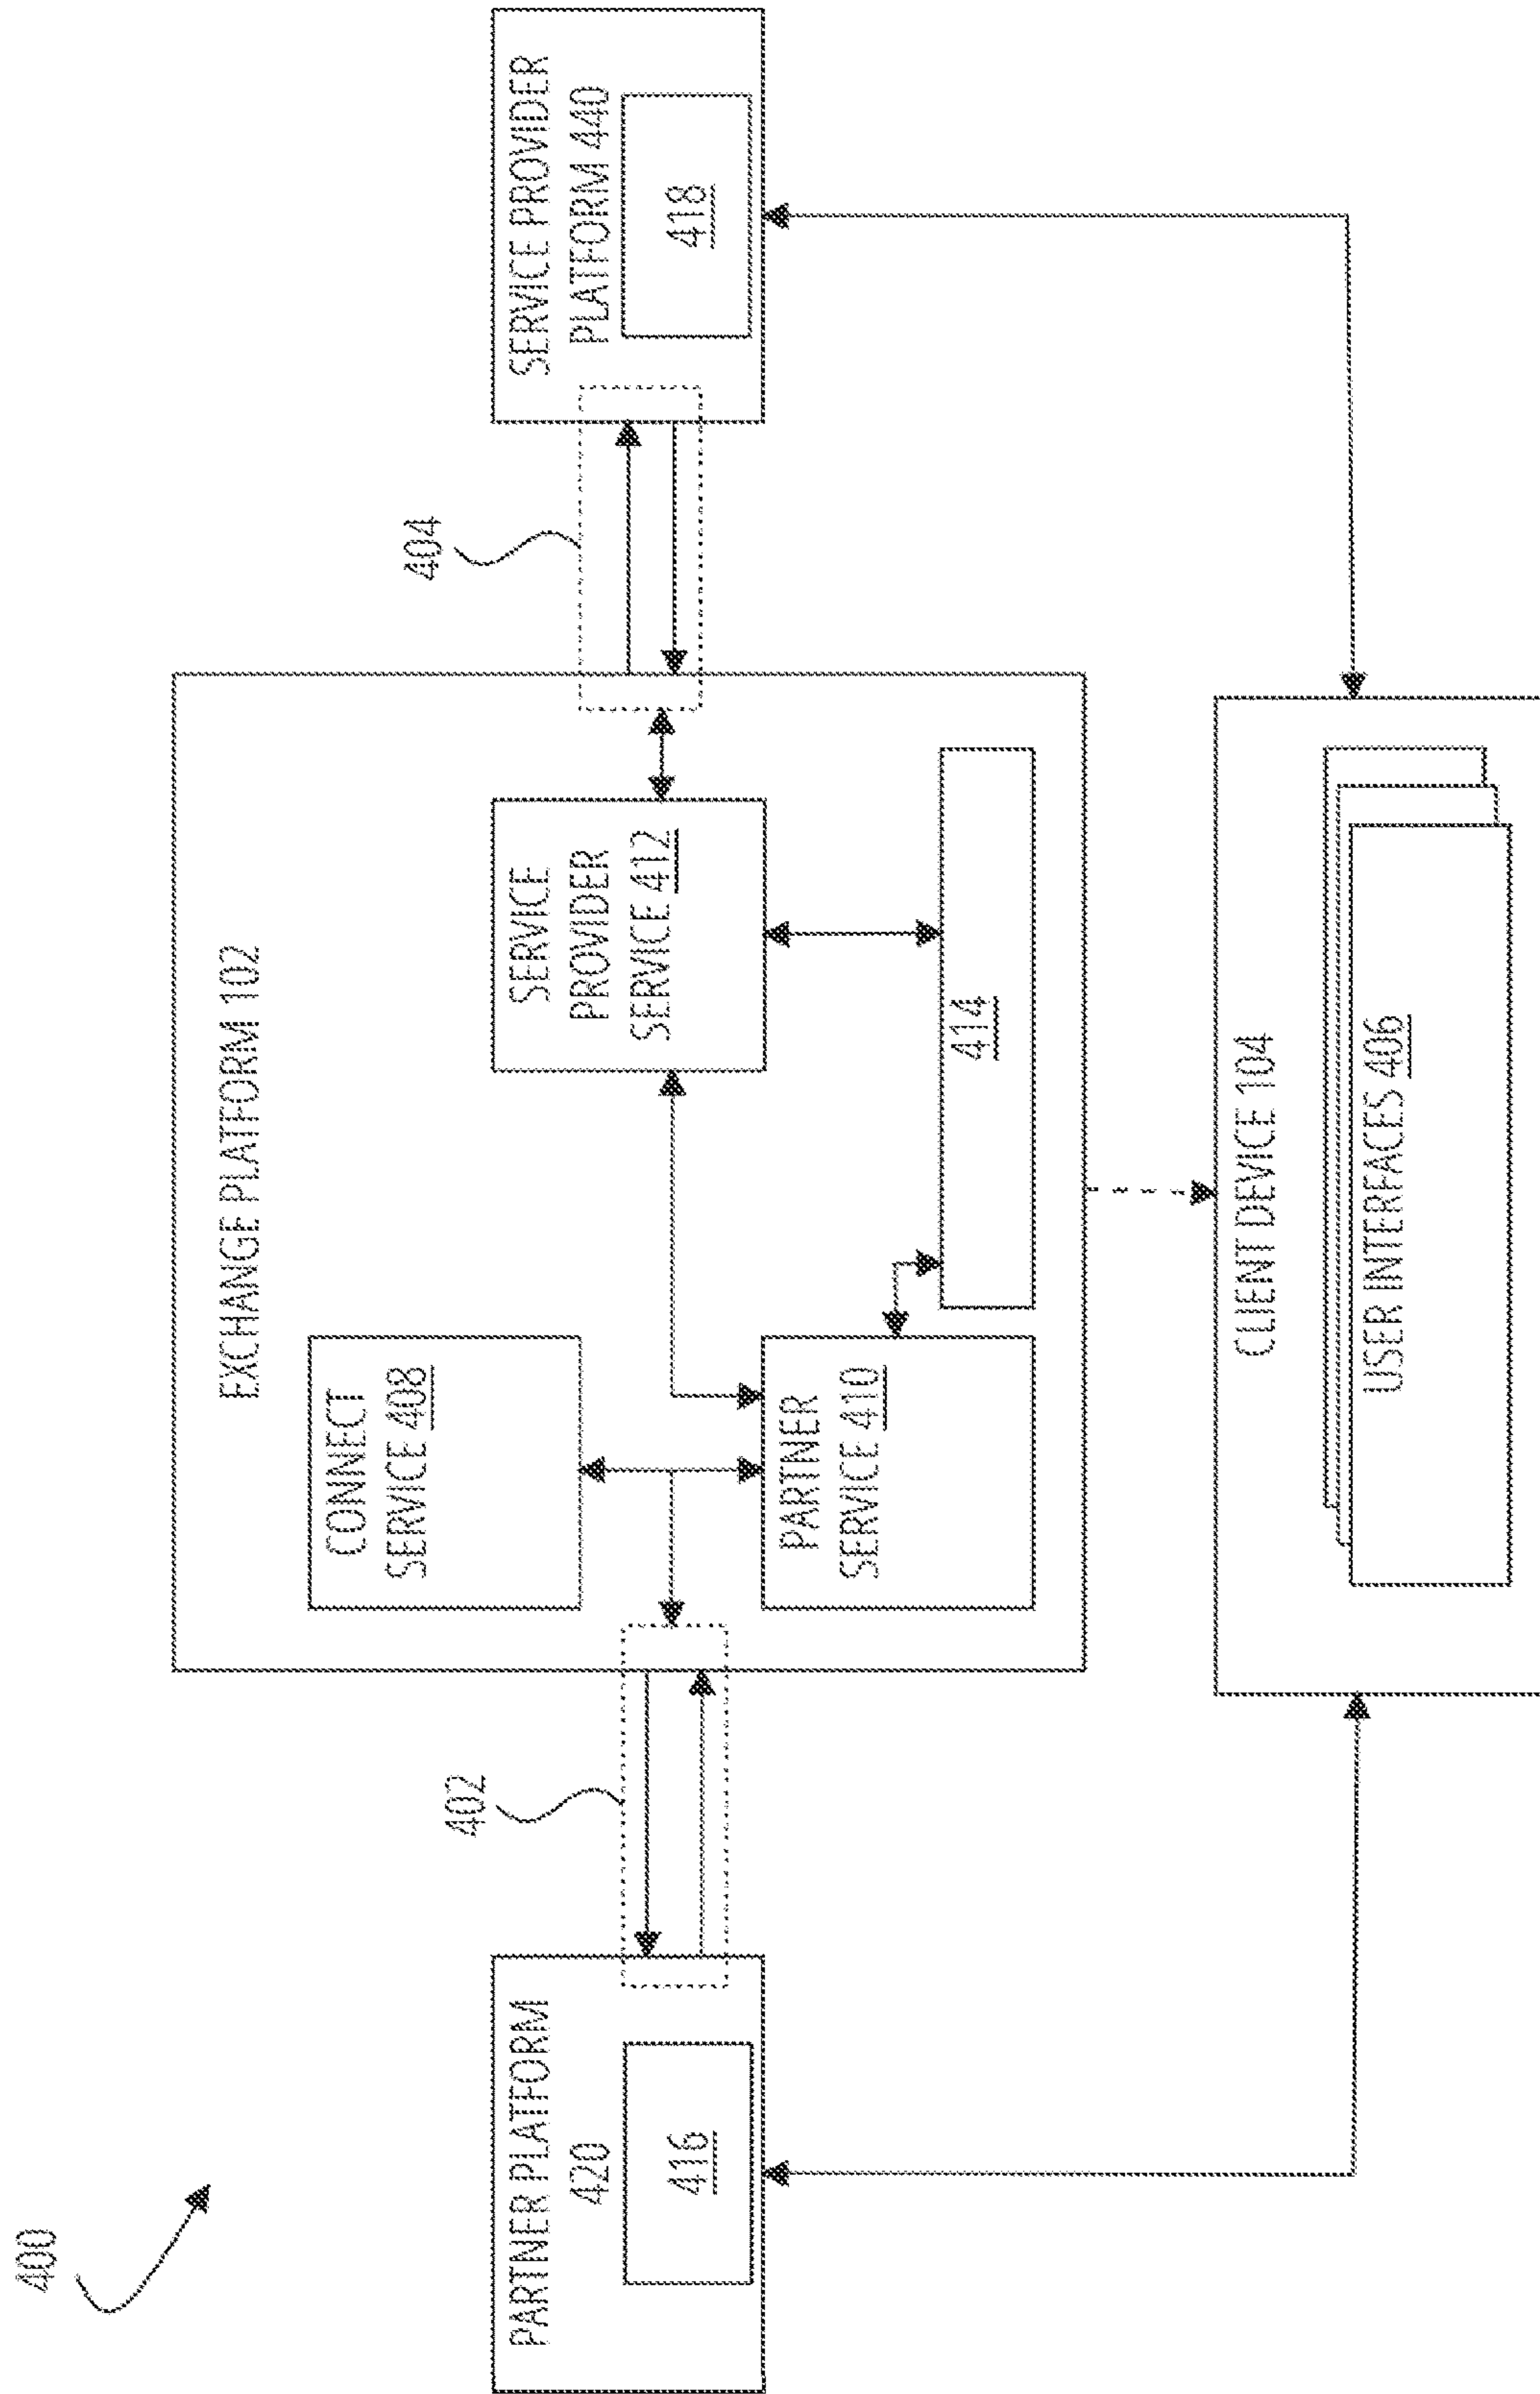 400
EXCHANGE PLATFORM 102
CONNECT
SERVICE 408
402
404
PARTNER PLATFORM
420
416
SERVICE
PROVIDER
SERVICE 412
SERVICE PROVIDER
PLATFORM 440
418
PARTNER
SERVICE 410
414
CLIENT DEVICE 104
USER INTERFACES 406